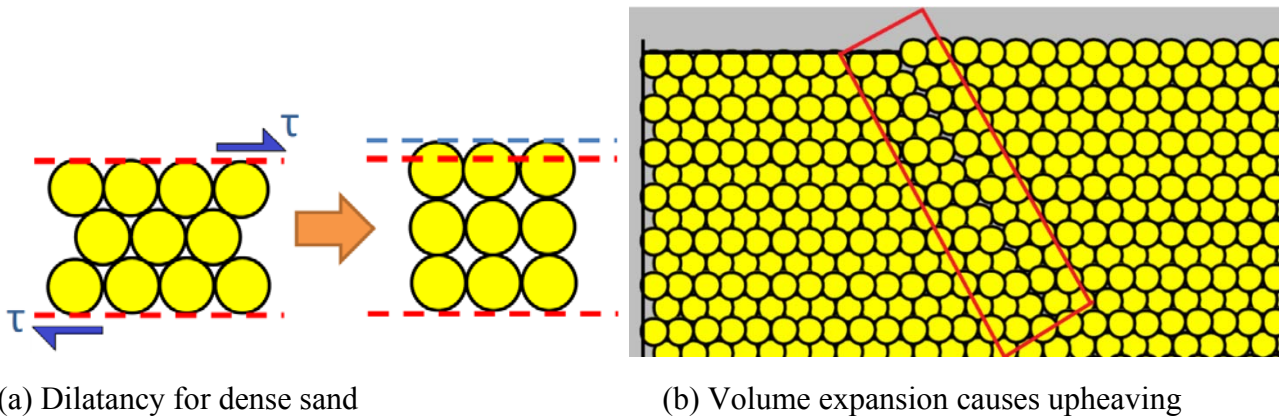 τ
τ
(a) Dilatancy for dense sand
(b) Volume expansion causes upheaving